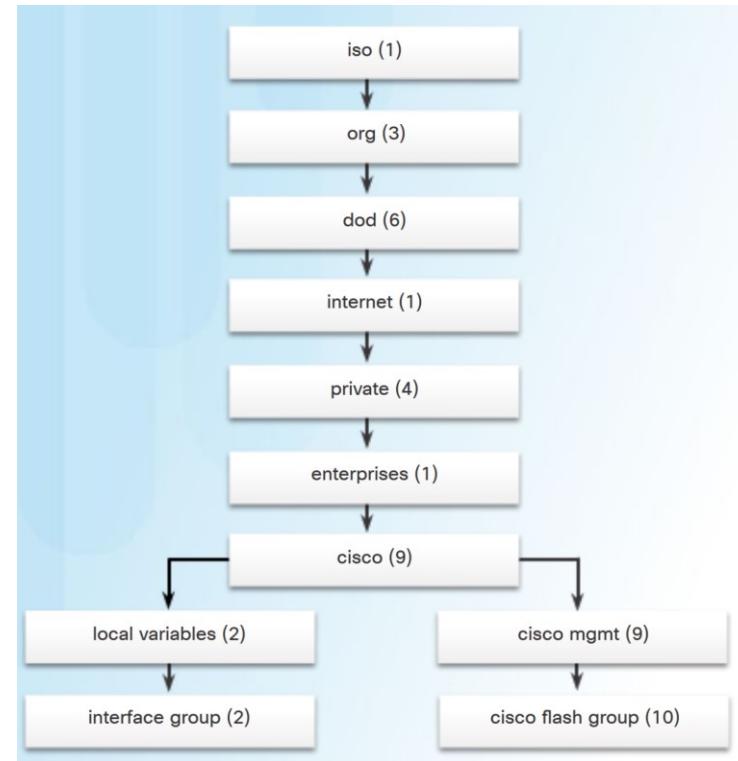 iso (1)
org (3)
dod (6)
internet (1)
private (4)
enterprises (1)
cisco (9)
local variables (2)
cisco mgmt (9)
interface group (2)
cisco flash group (10)